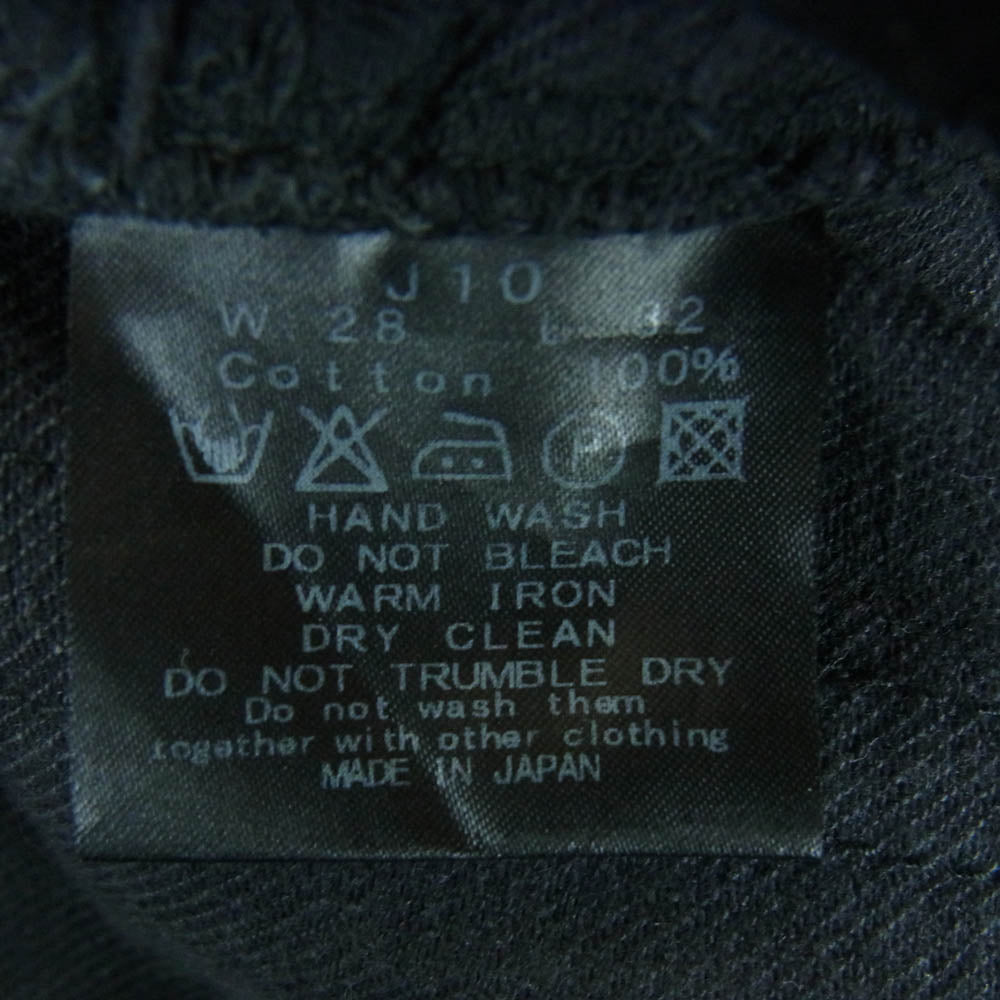 J10
W 28 L 32
Cotton 100%
P
HAND WASH
DO NOT BLEACH
WARM IRON
DRY CLEAN
DO NOT TRUMBLE DRY
Do not wash them
together with other clothing
MADE IN JAPAN